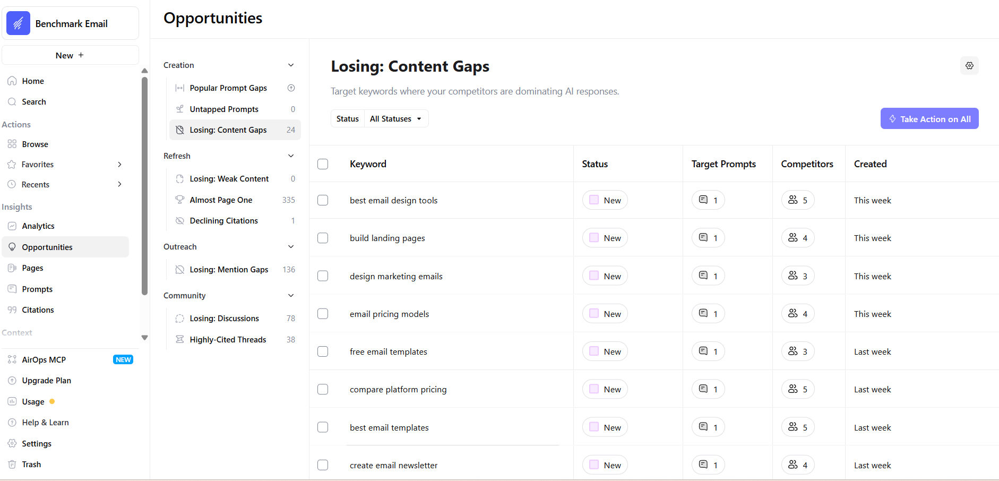 Benchmark Email
New +
Home
Search
Actions
Browse
Favorites
Recents
Insights
Analytics
Opportunities
Pages
Prompts
Citations
Context
AirOps MCP NEW
Upgrade Plan
Usage
Help & Learn
Settings
Trash
Opportunities
Creation
Popular Prompt Gaps
Untapped Prompts 0
Losing: Content Gaps 24
Refresh
Losing: Weak Content 0
Almost Page One 335
Declining Citations 1
Outreach
Losing: Mention Gaps 136
Community
Losing: Discussions 78
Highly-Cited Threads 38
Losing: Content Gaps
Target keywords where your competitors are dominating AI responses.
Status All Statuses
Take Action on All
Keyword Status Target Prompts Competitors Created
best email design tools New 1 5 This week
build landing pages New 1 4 This week
design marketing emails New 1 3 This week
email pricing models New 1 4 This week
free email templates New 1 3 Last week
compare platform pricing New 1 5 Last week
best email templates New 1 5 Last week
create email newsletter New 1 4 Last week